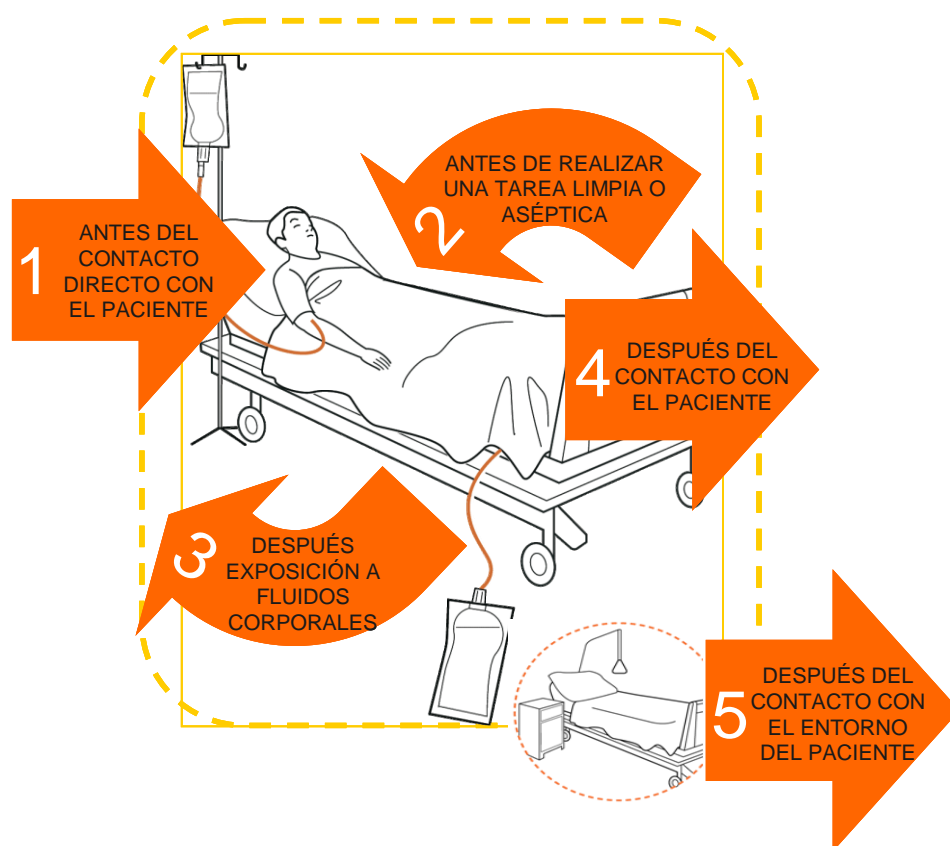 1
ANTES DEL
CONTACTO
DIRECTO CON
EL PACIENTE
2
ANTES DE REALIZAR
UNA TAREA LIMPIA O
ASÉPTICA
3
DESPUÉS
EXPOSICIÓN A
FLUIDOS
CORPORALES
4
DESPUÉS DEL
CONTACTO CON
EL PACIENTE
5
DESPUÉS DEL
CONTACTO CON
EL ENTORNO
DEL PACIENTE